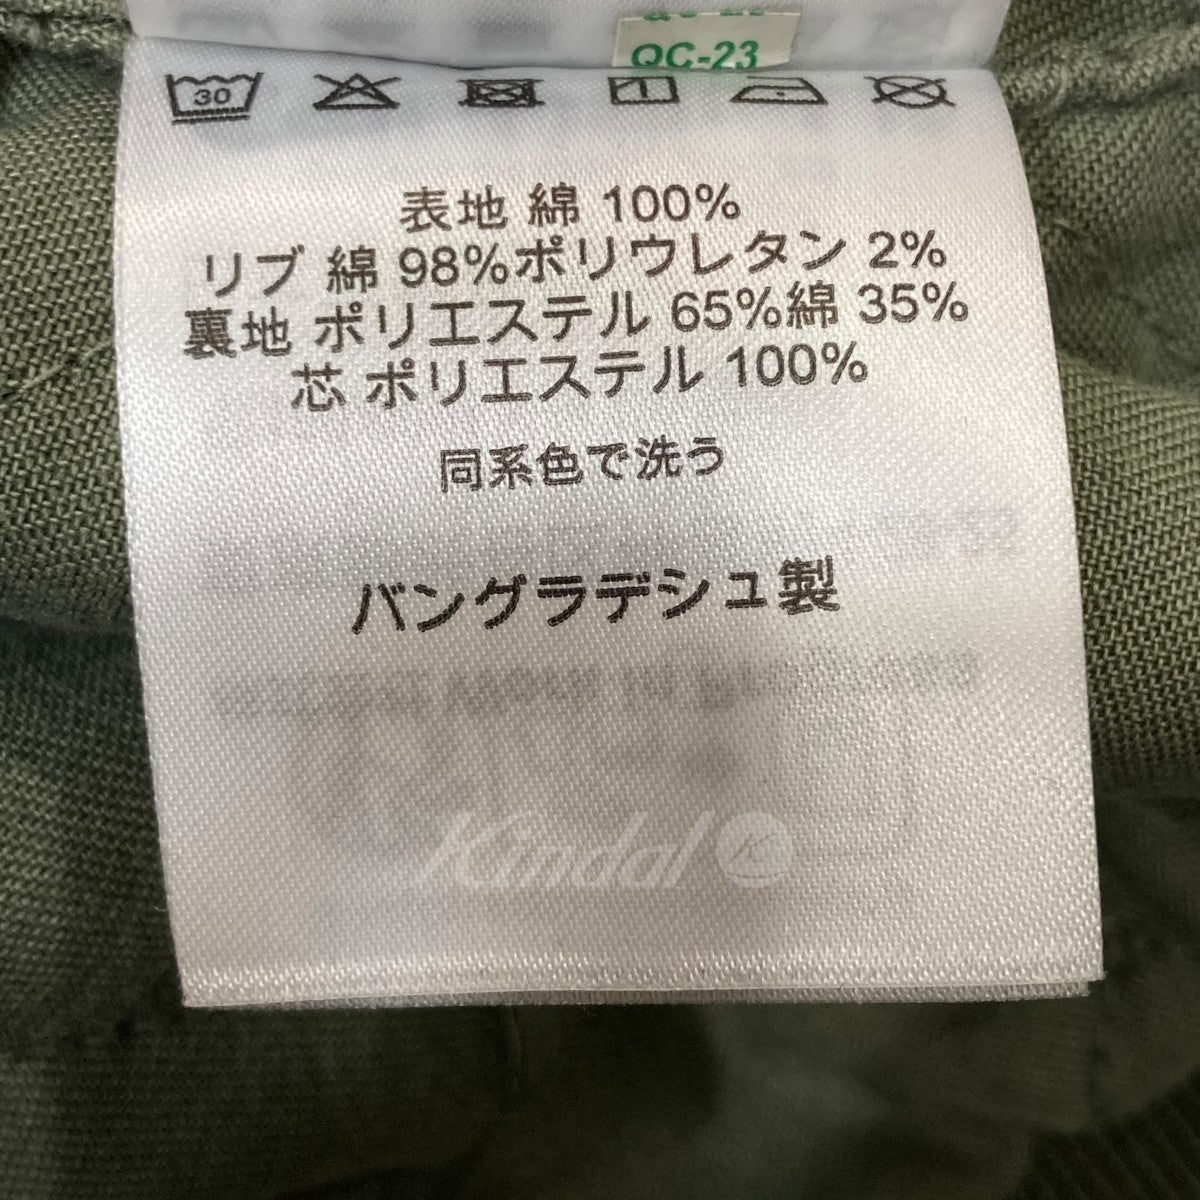 QC-23
30
1
表地 綿 100%
リブ 綿 98%ポリウレタン 2%
裏地 ポリエステル 65%綿 35%
芯 ポリエステル 100%
同系色で洗う
バングラデシュ製
Kindal